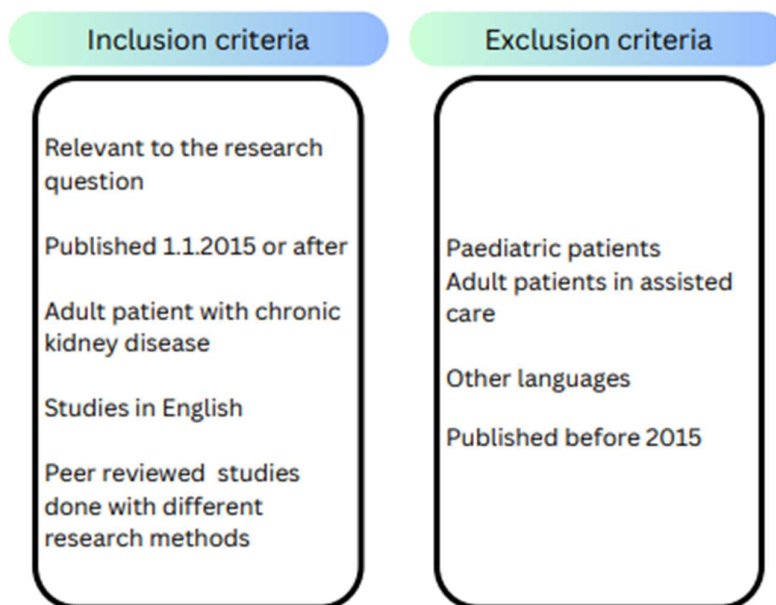 Inclusion criteria
Relevant to the research
question
Published 1.1.2015 or after
Adult patient with chronic
kidney disease
Studies in English
Peer reviewed studies
done with different
research methods
Exclusion criteria
Paediatric patients
Adult patients in assisted
care
Other languages
Published before 2015